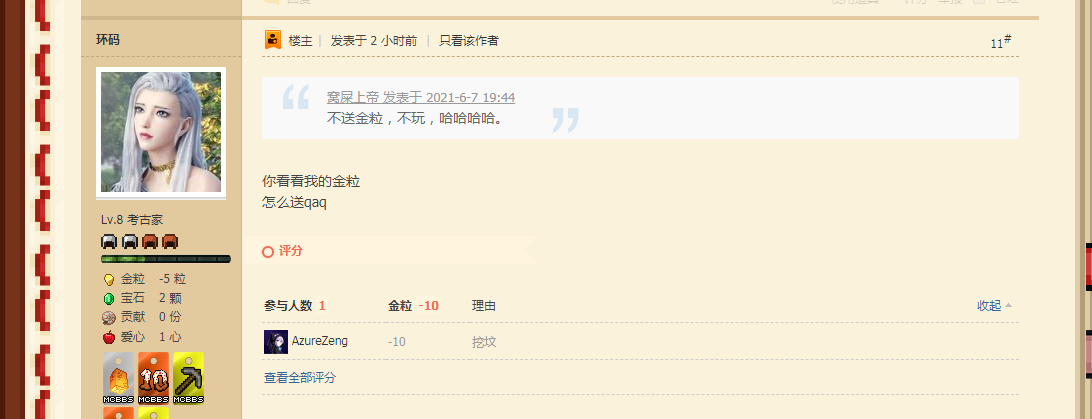 环码
楼主 | 发表于 2 小时前 | 只看该作者
11#
窝屎上帝 发表于 2021-6-7 19:44
不送金粒，不玩，哈哈哈哈。
你看看我的金粒
怎么送qaq
Lv.8 考古家
金粒 -5 粒
宝石 2 颗
贡献 0 份
爱心 1 心
MCBBS
10
MCBBS
MCBBS
评分
参与人数 1 金粒 -10 理由 收起
AzureZeng -10 挖坟
查看全部评分